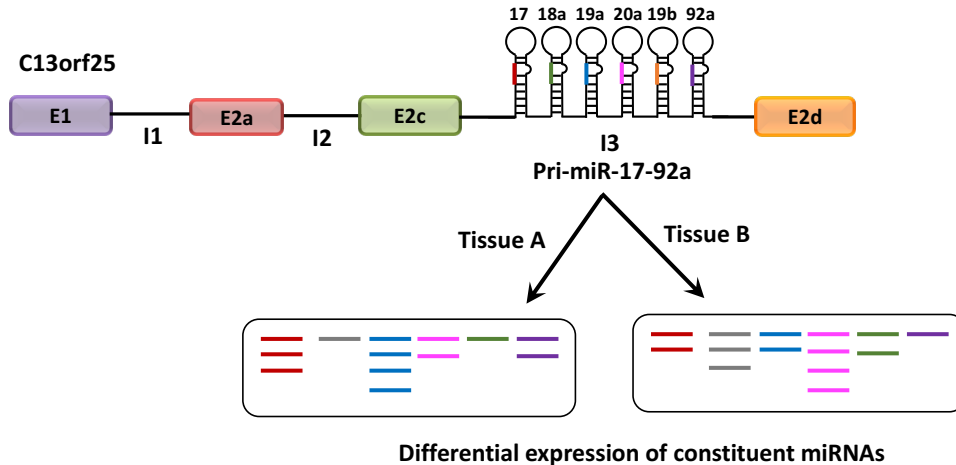 17 18a 19a 20a 19b 92a
C13orf25
E1 E2a E2c E2d
I1 I2 I3
Pri-miR-17-92a
Tissue A Tissue B
Differential expression of constituent miRNAs